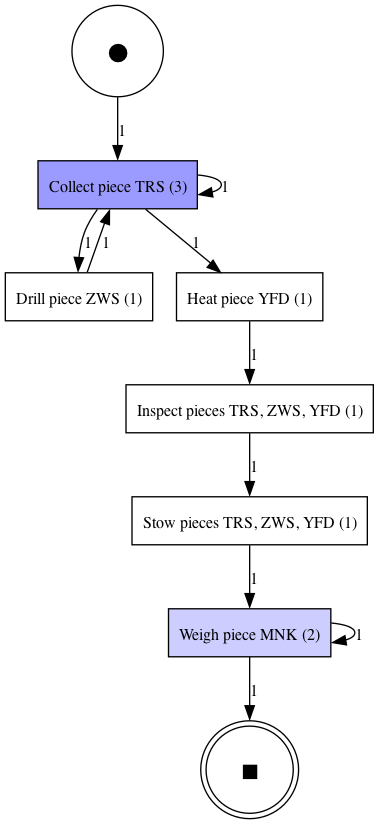 1
Collect piece TRS (3)
1
1
1
1
Drill piece ZWS (1)
Heat piece YFD (1)
1
Inspect pieces TRS, ZWS, YFD (1)
1
Stow pieces TRS, ZWS, YFD (1)
1
Weigh piece MNK (2)
1
1